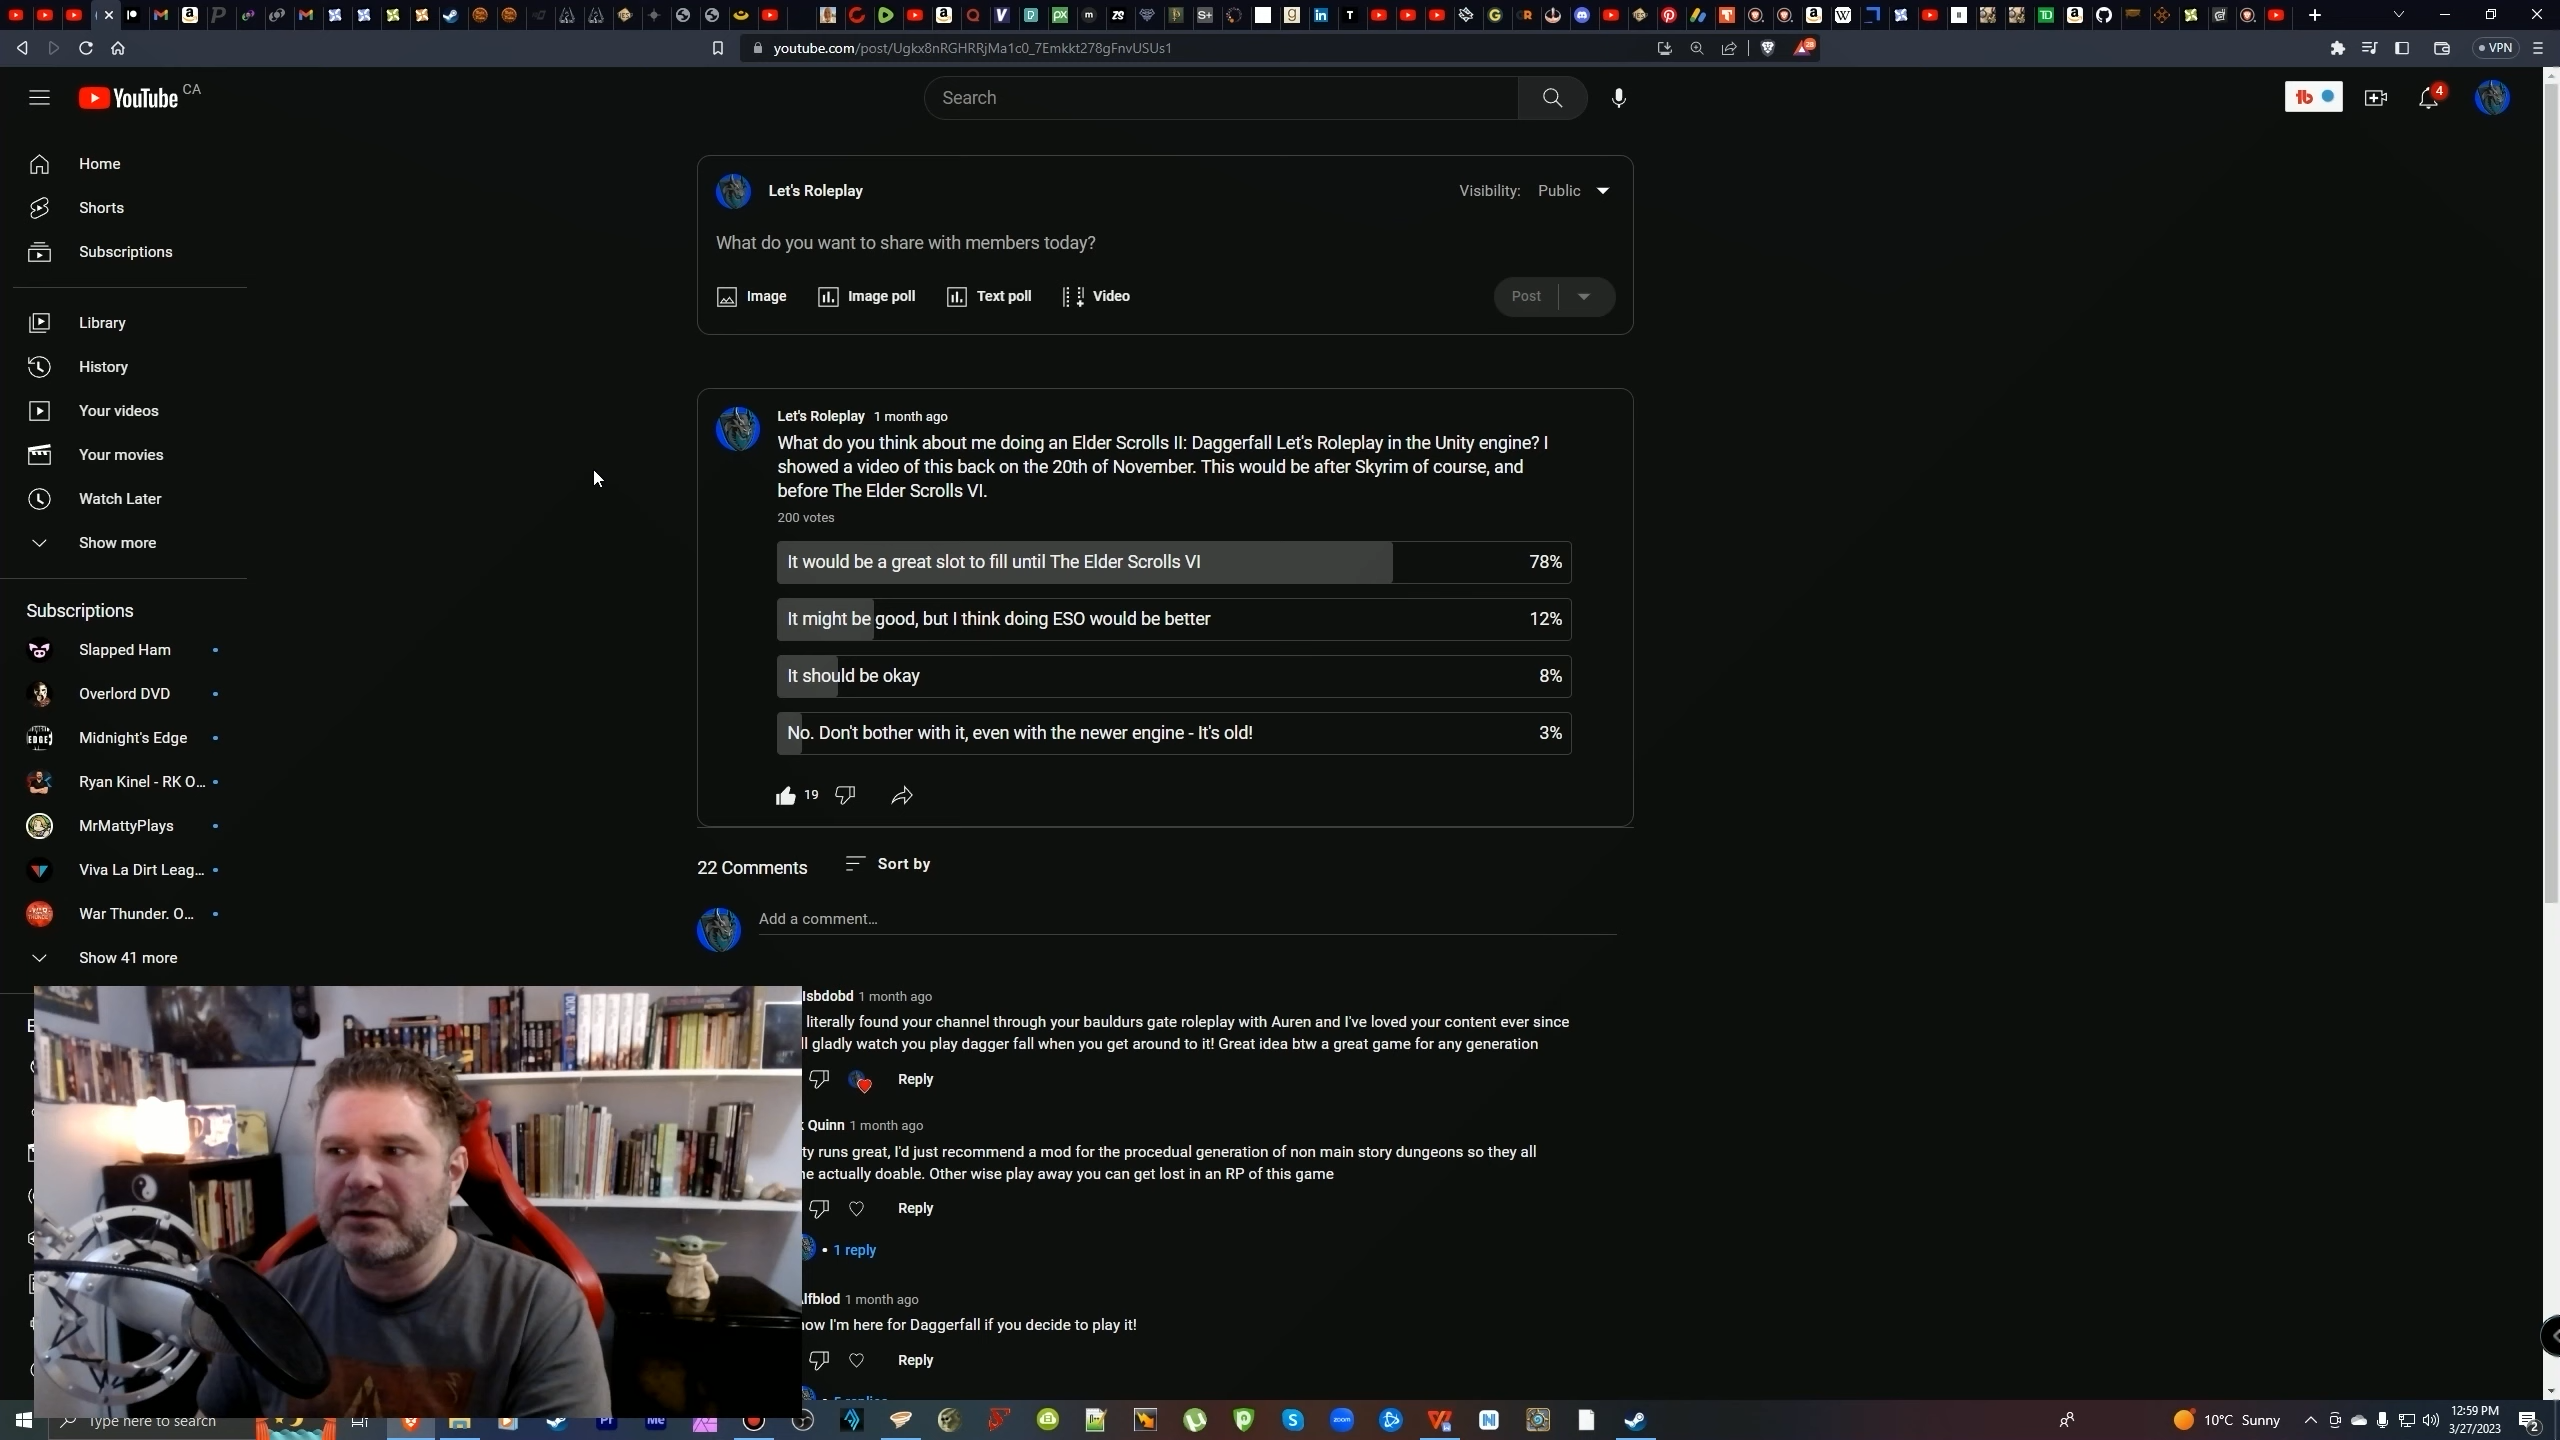 youtube.com/post/Ugkx8nRGHRRjMa1c0_7Emkkt278gFnvUSUs1
VPN
YouTube CA
Search
4
Home
Shorts
Subscriptions
Library
History
Your videos
Your movies
Watch Later
Show more
Subscriptions
Slapped Ham
Overlord DVD
Midnight's Edge
Ryan Kinel - RK O...
MrMattyPlays
Viva La Dirt Leag...
War Thunder. O...
Show 41 more
Let's Roleplay
Visibility: Public
What do you want to share with members today?
Image Image poll Text poll Video
Post
Let's Roleplay 1 month ago
What do you think about me doing an Elder Scrolls II: Daggerfall Let's Roleplay in the Unity engine? I
showed a video of this back on the 20th of November. This would be after Skyrim of course, and
before The Elder Scrolls VI.
200 votes
It would be a great slot to fill until The Elder Scrolls VI 78%
It might be good, but I think doing ESO would be better 12%
It should be okay 8%
No. Don't bother with it, even with the newer engine - It's old! 3%
19
22 Comments Sort by
Add a comment...
1 month ago
literally found your channel through your bauldurs gate roleplay with Auren and I've loved your content ever since
gladly watch you play dagger fall when you get around to it! Great idea btw a great game for any generation
Reply
Quinn 1 month ago
runs great, I'd just recommend a mod for the procedual generation of non main story dungeons so they all
actually doable. Other wise play away you can get lost in an RP of this game
Reply
1 reply
1 month ago
I'm here for Daggerfall if you decide to play it!
Reply
Type here to search
10°C Sunny
12:59 PM
3/27/2023
2